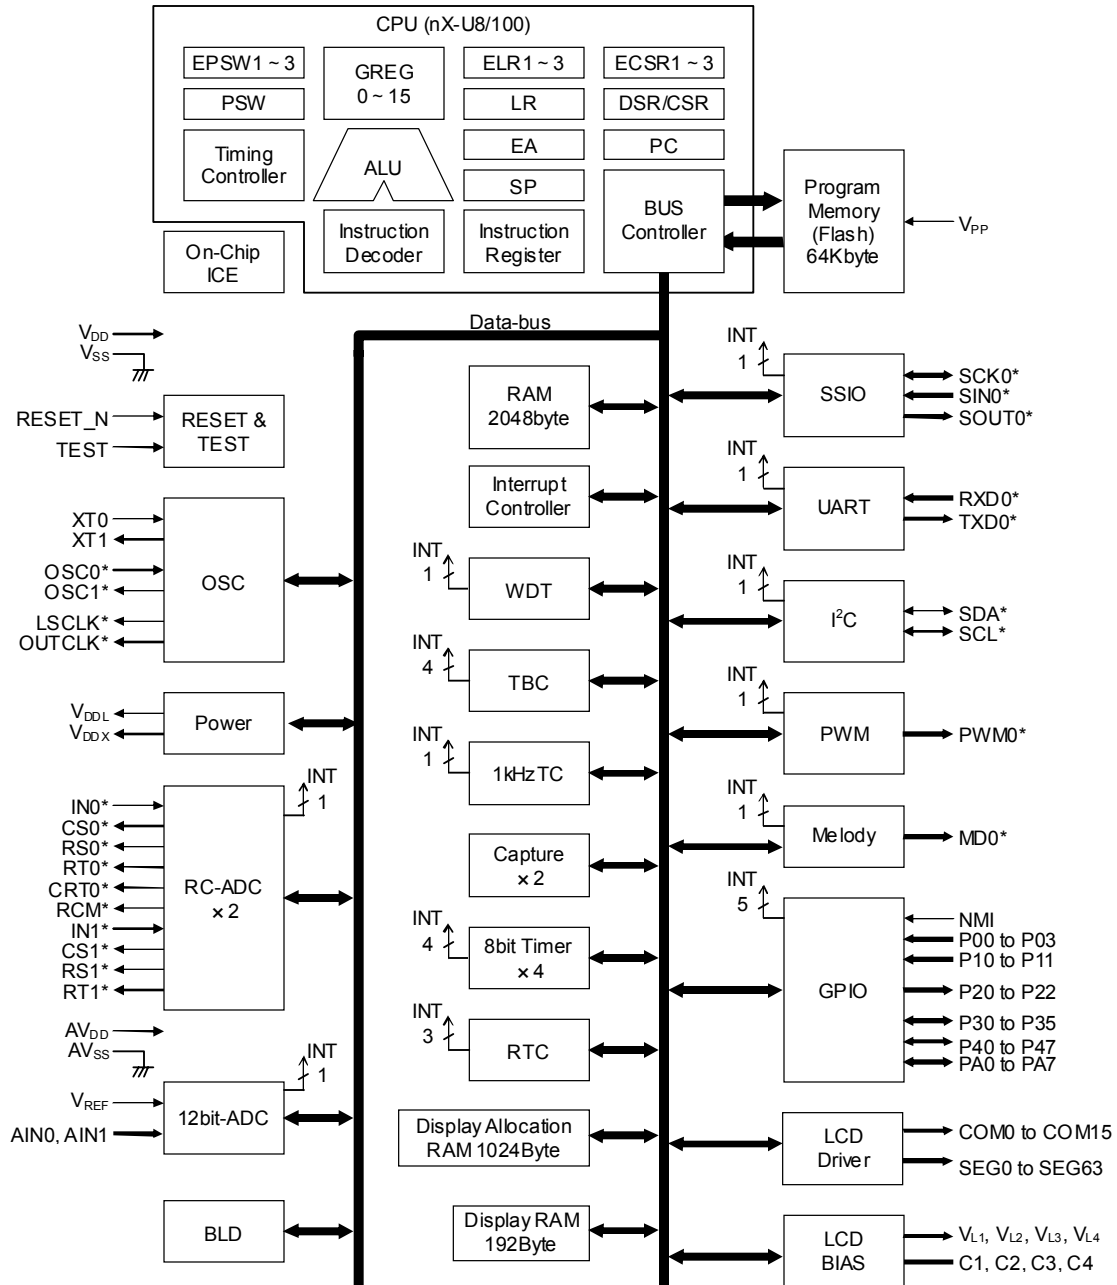 CPU (nX-U8/100)
EPSW1 ~ 3
GREG
0 ~ 15
ELR1 ~ 3
ECSR1 ~ 3
PSW
LR
DSR/CSR
Timing
Controller
ALU
EA
PC
SP
BUS
Controller
Instruction
Decoder
Instruction
Register
On-Chip
ICE
Program
Memory
(Flash)
64Kbyte
VPP
Data-bus
VDD
VSS
RESET_N
TEST
RESET &
TEST
XT0
XT1
OSC0*
OSC1*
LSCLK*
OUTCLK*
OSC
VDDL
VDDX
Power
INT
1
IN0*
CS0*
RS0*
RT0*
CRT0*
RCM*
IN1*
CS1*
RS1*
RT1*
RC-ADC
× 2
AVDD
AVSS
INT
1
VREF
AIN0, AIN1
12bit-ADC
BLD
RAM
2048byte
Interrupt
Controller
INT
1
WDT
INT
4
TBC
INT
1
1kHzTC
Capture
× 2
INT
4
8bit Timer
× 4
INT
3
RTC
Display Allocation
RAM 1024Byte
Display RAM
192Byte
INT
1
SSIO
SCK0*
SIN0*
SOUT0*
INT
1
UART
RXD0*
TXD0*
INT
1
I²C
SDA*
SCL*
INT
1
PWM
PWM0*
INT
1
Melody
MD0*
INT
5
GPIO
NMI
P00 to P03
P10 to P11
P20 to P22
P30 to P35
P40 to P47
PA0 to PA7
LCD
Driver
COM0 to COM15
SEG0 to SEG63
LCD
BIAS
VL1, VL2, VL3, VL4
C1, C2, C3, C4